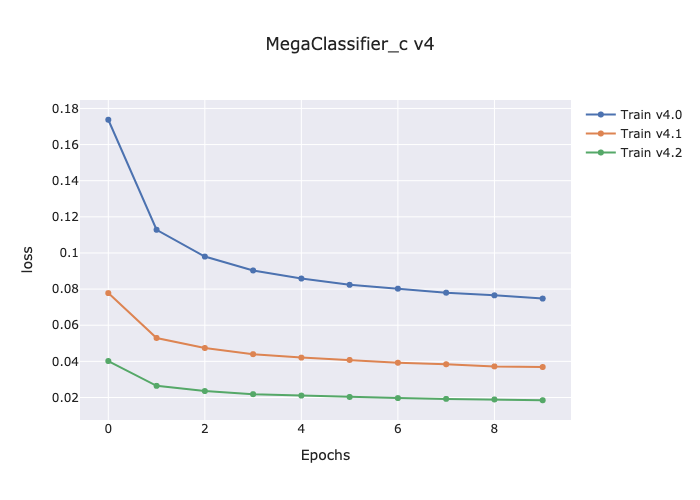 MegaClassifier_c v4
Train v4.0
Train v4.1
Train v4.2
loss
0.18
0.16
0.14
0.12
0.1
0.08
0.06
0.04
0.02
0 2 4 6 8
Epochs